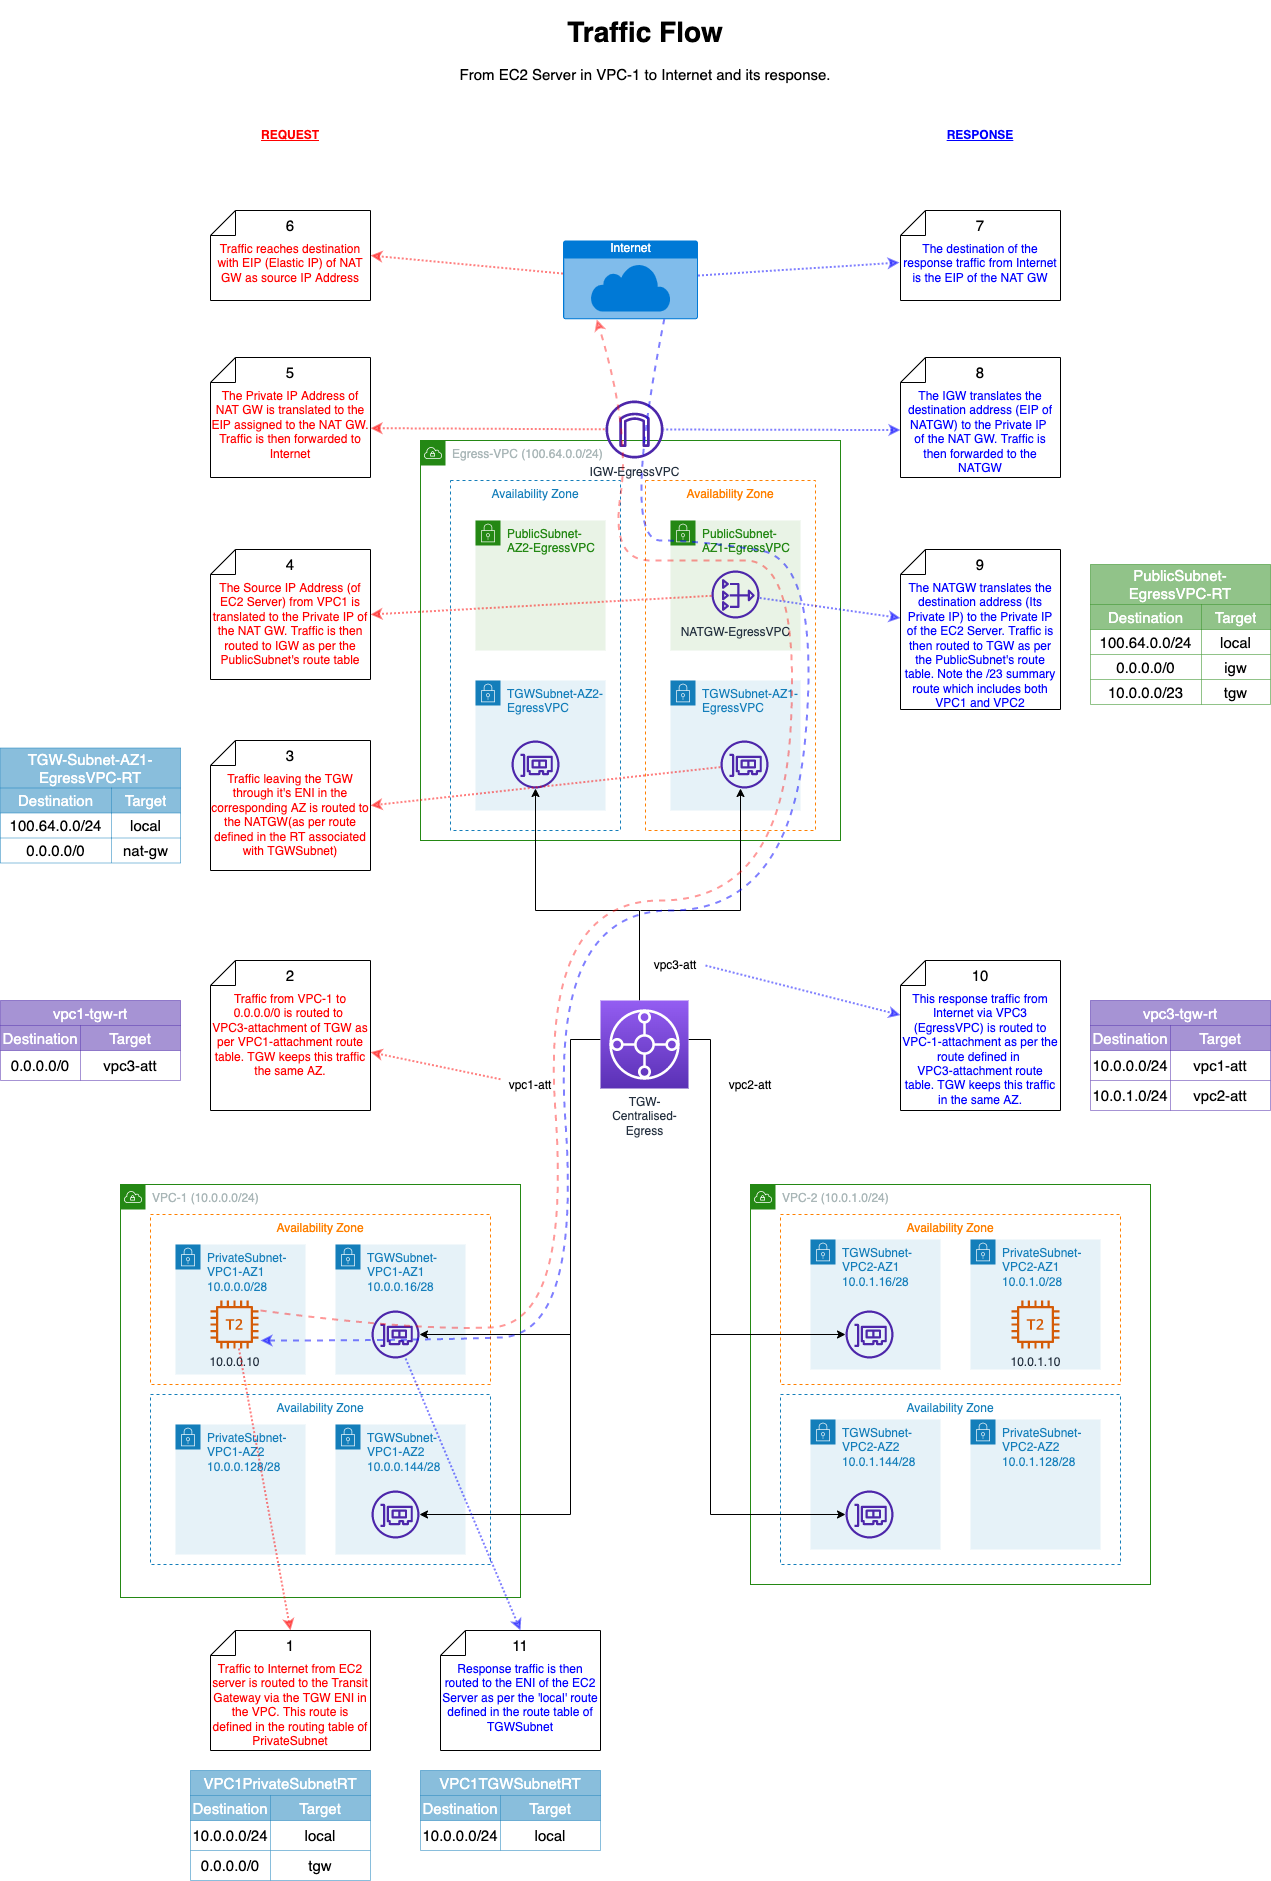 Traffic Flow
From EC2 Server in VPC-1 to Internet and its response.
REQUEST
RESPONSE
6
Traffic reaches destination
with EIP (Elastic IP) of NAT
GW as source IP Address
Internet
7
The destination of the
response traffic from Internet
is the EIP of the NAT GW
5
The Private IP Address of
NAT GW is translated to the
EIP assigned to the NAT GW.
Traffic is then forwarded to
Internet
8
The IGW translates the
destination address (EIP of
NATGW) to the Private IP
of the NAT GW. Traffic is
then forwarded to the
NATGW
Egress-VPC (100.64.0.0/24)
IGW-EgressVPC
Availability Zone
Availability Zone
PublicSubnet-
AZ2-EgressVPC
PublicSubnet-
AZ1-EgressVPC
NATGW-EgressVPC
4
The Source IP Address (of
EC2 Server) from VPC1 is
translated to the Private IP of
the NAT GW. Traffic is then
routed to IGW as per the
PublicSubnet's route table
9
The NATGW translates the
destination address (Its
Private IP) to the Private IP
of the EC2 Server. Traffic is
then routed to TGW as per
the PublicSubnet's route
table. Note the /23 summary
route which includes both
VPC1 and VPC2
PublicSubnet-
EgressVPC-RT
Destination Target
100.64.0.0/24 local
0.0.0.0/0 igw
10.0.0.0/23 tgw
TGWSubnet-AZ2-
EgressVPC
TGWSubnet-AZ1-
EgressVPC
TGW-Subnet-AZ1-
EgressVPC-RT
Destination Target
100.64.0.0/24 local
0.0.0.0/0 nat-gw
3
Traffic leaving the TGW
through it's ENI in the
corresponding AZ is routed to
the NATGW(as per route
defined in the RT associated
with TGWSubnet)
2
Traffic from VPC-1 to
0.0.0.0/0 is routed to
VPC3-attachment of TGW as
per VPC1-attachment route
table. TGW keeps this traffic
the same AZ.
vpc3-att
10
This response traffic from
Internet via VPC3
(EgressVPC) is routed to
VPC-1-attachment as per the
route defined in
VPC3-attachment route
table. TGW keeps this traffic
in the same AZ.
vpc1-tgw-rt
Destination Target
0.0.0.0/0 vpc3-att
vpc3-tgw-rt
Destination Target
10.0.0.0/24 vpc1-att
10.0.1.0/24 vpc2-att
vpc1-att
vpc2-att
TGW-
Centralised-
Egress
VPC-1 (10.0.0.0/24)
Availability Zone
PrivateSubnet-
VPC1-AZ1
10.0.0.0/28
T2
10.0.0.10
TGWSubnet-
VPC1-AZ1
10.0.0.16/28
Availability Zone
PrivateSubnet-
VPC1-AZ2
10.0.0.128/28
TGWSubnet-
VPC1-AZ2
10.0.0.144/28
VPC-2 (10.0.1.0/24)
Availability Zone
TGWSubnet-
VPC2-AZ1
10.0.1.16/28
PrivateSubnet-
VPC2-AZ1
10.0.1.0/28
T2
10.0.1.10
Availability Zone
TGWSubnet-
VPC2-AZ2
10.0.1.144/28
PrivateSubnet-
VPC2-AZ2
10.0.1.128/28
1
Traffic to Internet from EC2
server is routed to the Transit
Gateway via the TGW ENI in
the VPC. This route is
defined in the routing table of
PrivateSubnet
11
Response traffic is then
routed to the ENI of the EC2
Server as per the 'local' route
defined in the route table of
TGWSubnet
VPC1PrivateSubnetRT
Destination Target
10.0.0.0/24 local
0.0.0.0/0 tgw
VPC1TGWSubnetRT
Destination Target
10.0.0.0/24 local